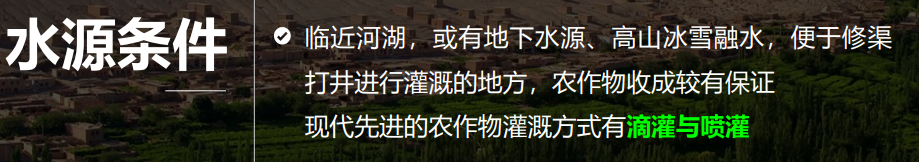 水源条件
临近河湖，或有地下水源、高山冰雪融水，便于修渠
打井进行灌溉的地方，农作物收成较有保证
现代先进的农作物灌溉方式有滴灌与喷灌